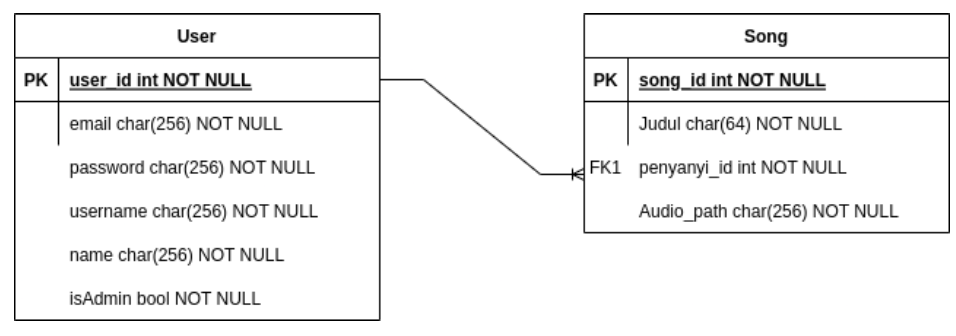 User
PK user_id int NOT NULL
email char(256) NOT NULL
password char(256) NOT NULL
username char(256) NOT NULL
name char(256) NOT NULL
isAdmin bool NOT NULL
Song
PK song_id int NOT NULL
Judul char(64) NOT NULL
FK1 penyanyi_id int NOT NULL
Audio_path char(256) NOT NULL